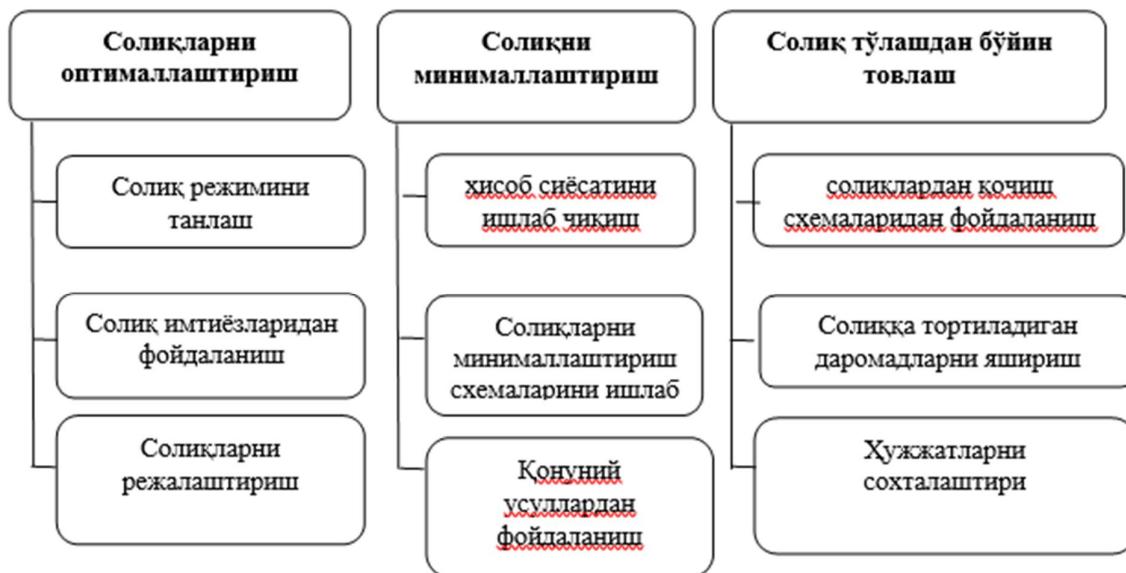 Солиқларни
оптималлаштириш
Солиқ режимини
танлаш
Солиқ имтиёзларидан
фойдаланиш
Солиқларни
режалаштириш
Солиқни
минималлаштириш
ҳисоб сиёсатини
ишлаб чиқиш
Солиқларни
минималлаштириш
схемаларини ишлаб
Қонуний
усуллардан
фойдаланиш
Солиқ тўлашдан бўйин
товлаш
солиқлардан қочиш
схемаларидан фойдаланиш
Солиққа тортиладиган
даромадларни яшириш
Ҳужжатларни
сохталаштири